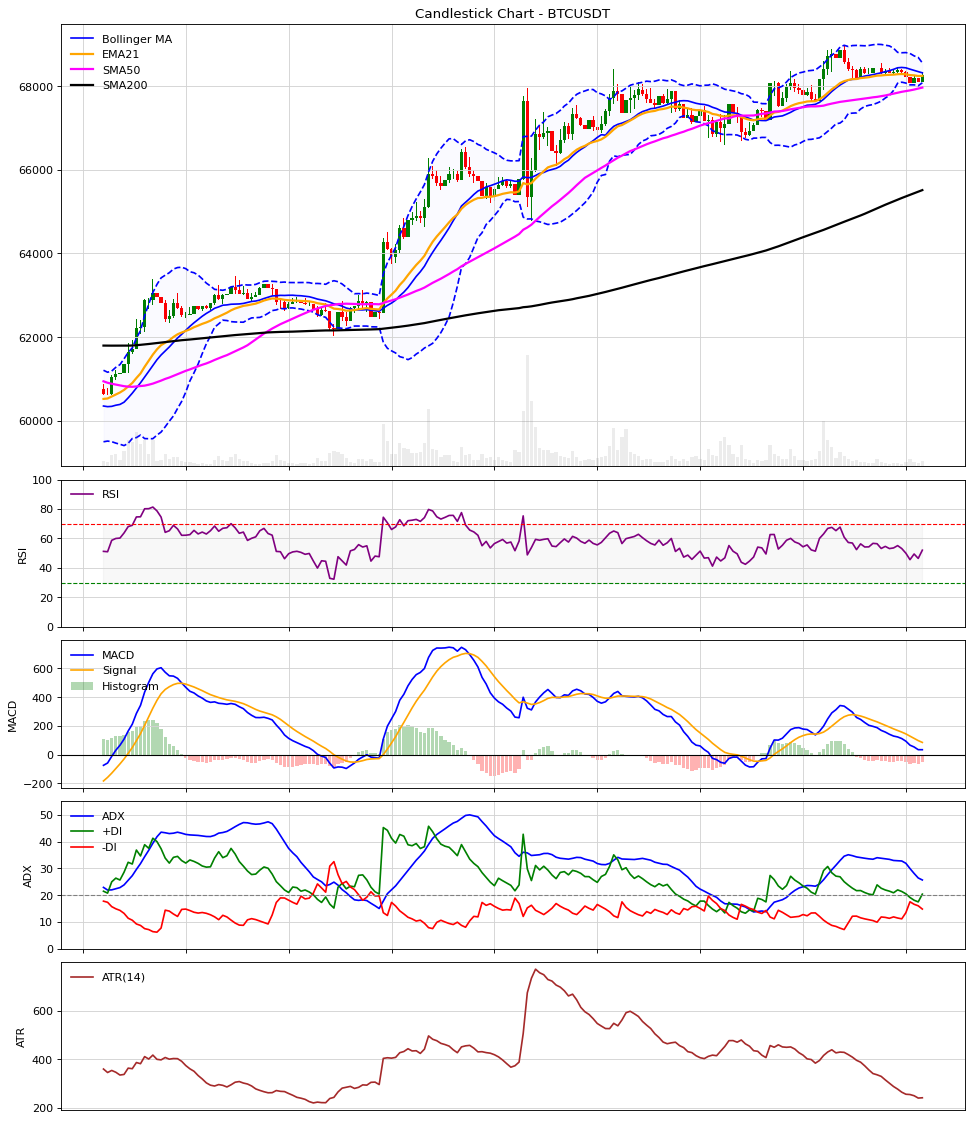 Candlestick Chart - BTCUSDT
Bollinger MA
EMA21
SMA50
SMA200
68000
66000
64000
62000
60000
RSI
RSI
100
80
60
40
20
0
MACD
Signal
Histogram
MACD
600
400
200
0
−200
ADX
+DI
-DI
ADX
50
40
30
20
10
0
ATR(14)
ATR
600
400
200